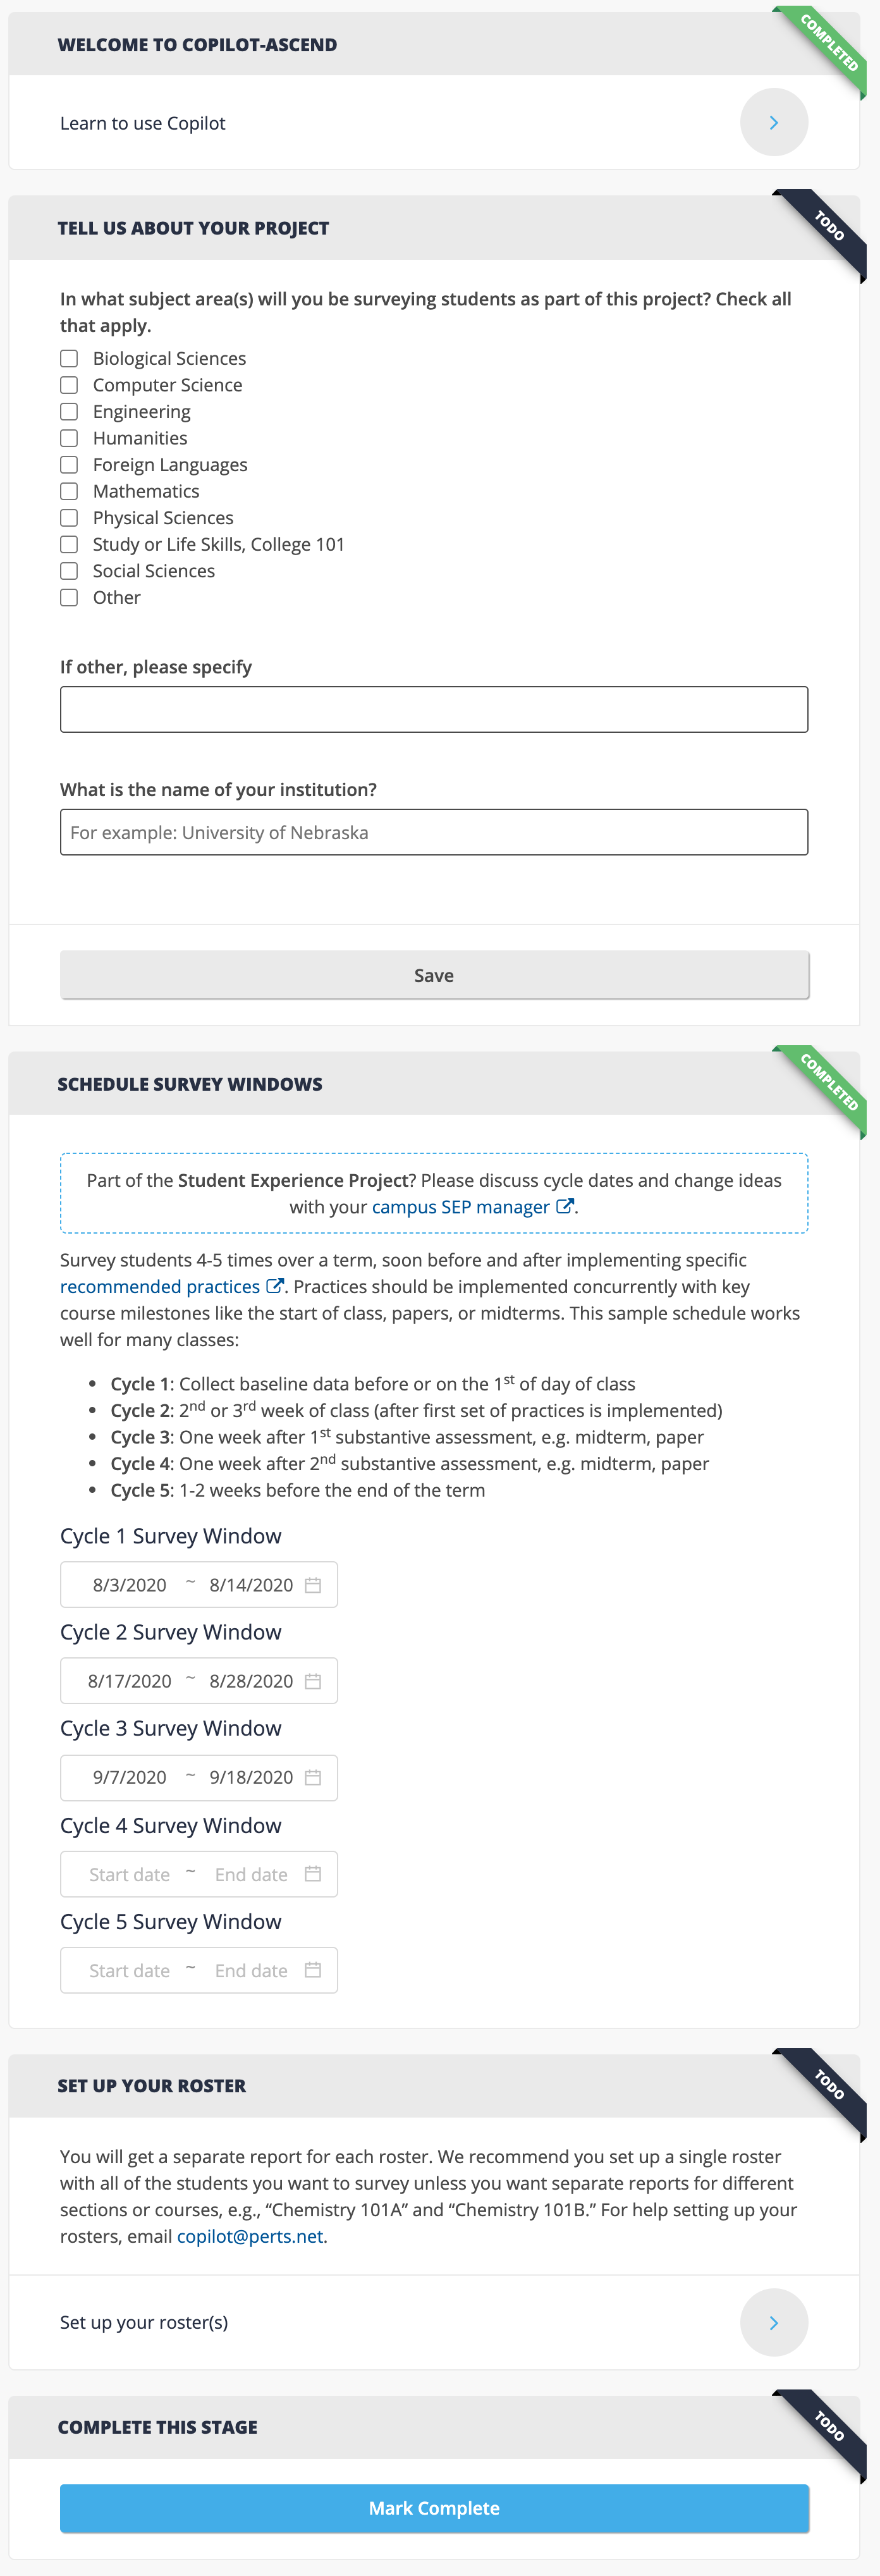 WELCOME TO COPILOT-ASCEND
COMPLETED
Learn to use Copilot
TELL US ABOUT YOUR PROJECT
TODO
In what subject area(s) will you be surveying students as part of this project? Check all
that apply.
Biological Sciences
Computer Science
Engineering
Humanities
Foreign Languages
Mathematics
Physical Sciences
Study or Life Skills, College 101
Social Sciences
Other
If other, please specify
What is the name of your institution?
For example: University of Nebraska
Save
SCHEDULE SURVEY WINDOWS
COMPLETED
Part of the Student Experience Project? Please discuss cycle dates and change ideas
with your campus SEP manager.
Survey students 4-5 times over a term, soon before and after implementing specific
recommended practices. Practices should be implemented concurrently with key
course milestones like the start of class, papers, or midterms. This sample schedule works
well for many classes:
• Cycle 1: Collect baseline data before or on the 1st of day of class
• Cycle 2: 2nd or 3rd week of class (after first set of practices is implemented)
• Cycle 3: One week after 1st substantive assessment, e.g. midterm, paper
• Cycle 4: One week after 2nd substantive assessment, e.g. midterm, paper
• Cycle 5: 1-2 weeks before the end of the term
Cycle 1 Survey Window
8/3/2020 ~ 8/14/2020
Cycle 2 Survey Window
8/17/2020 ~ 8/28/2020
Cycle 3 Survey Window
9/7/2020 ~ 9/18/2020
Cycle 4 Survey Window
Start date ~ End date
Cycle 5 Survey Window
Start date ~ End date
SET UP YOUR ROSTER
TODO
You will get a separate report for each roster. We recommend you set up a single roster
with all of the students you want to survey unless you want separate reports for different
sections or courses, e.g., “Chemistry 101A” and “Chemistry 101B.” For help setting up your
rosters, email copilot@perts.net.
Set up your roster(s)
COMPLETE THIS STAGE
TODO
Mark Complete